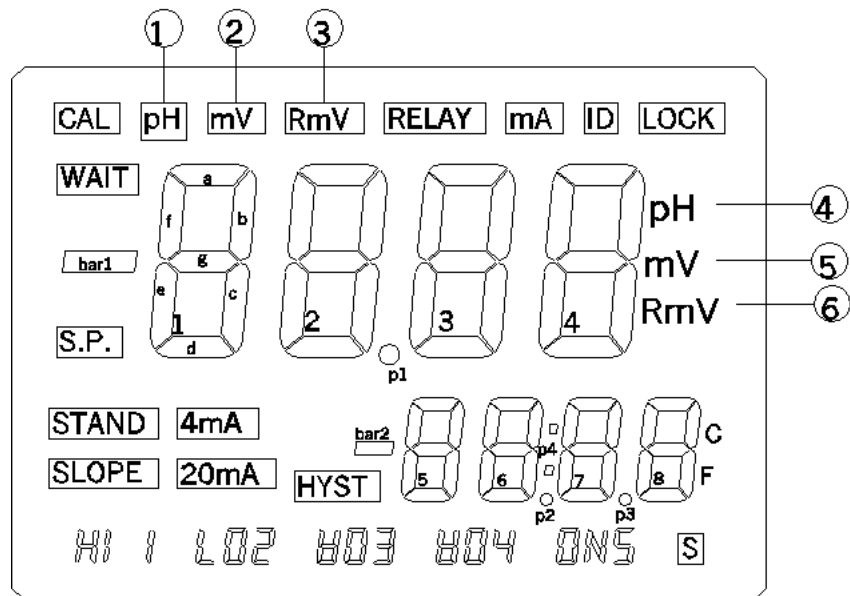 1 2 3
CAL pH mV RmV RELAY mA ID LOCK
WAIT a
f b pH 4
g
bar1 mV 5
e c
1 2 3 4 RmV 6
S.P. d
p1
STAND 4mA bar2 p4 C
SLOPE 20mA HYST 5 6 7 8 F
p2 p3
HI 1 LO2 ONS S